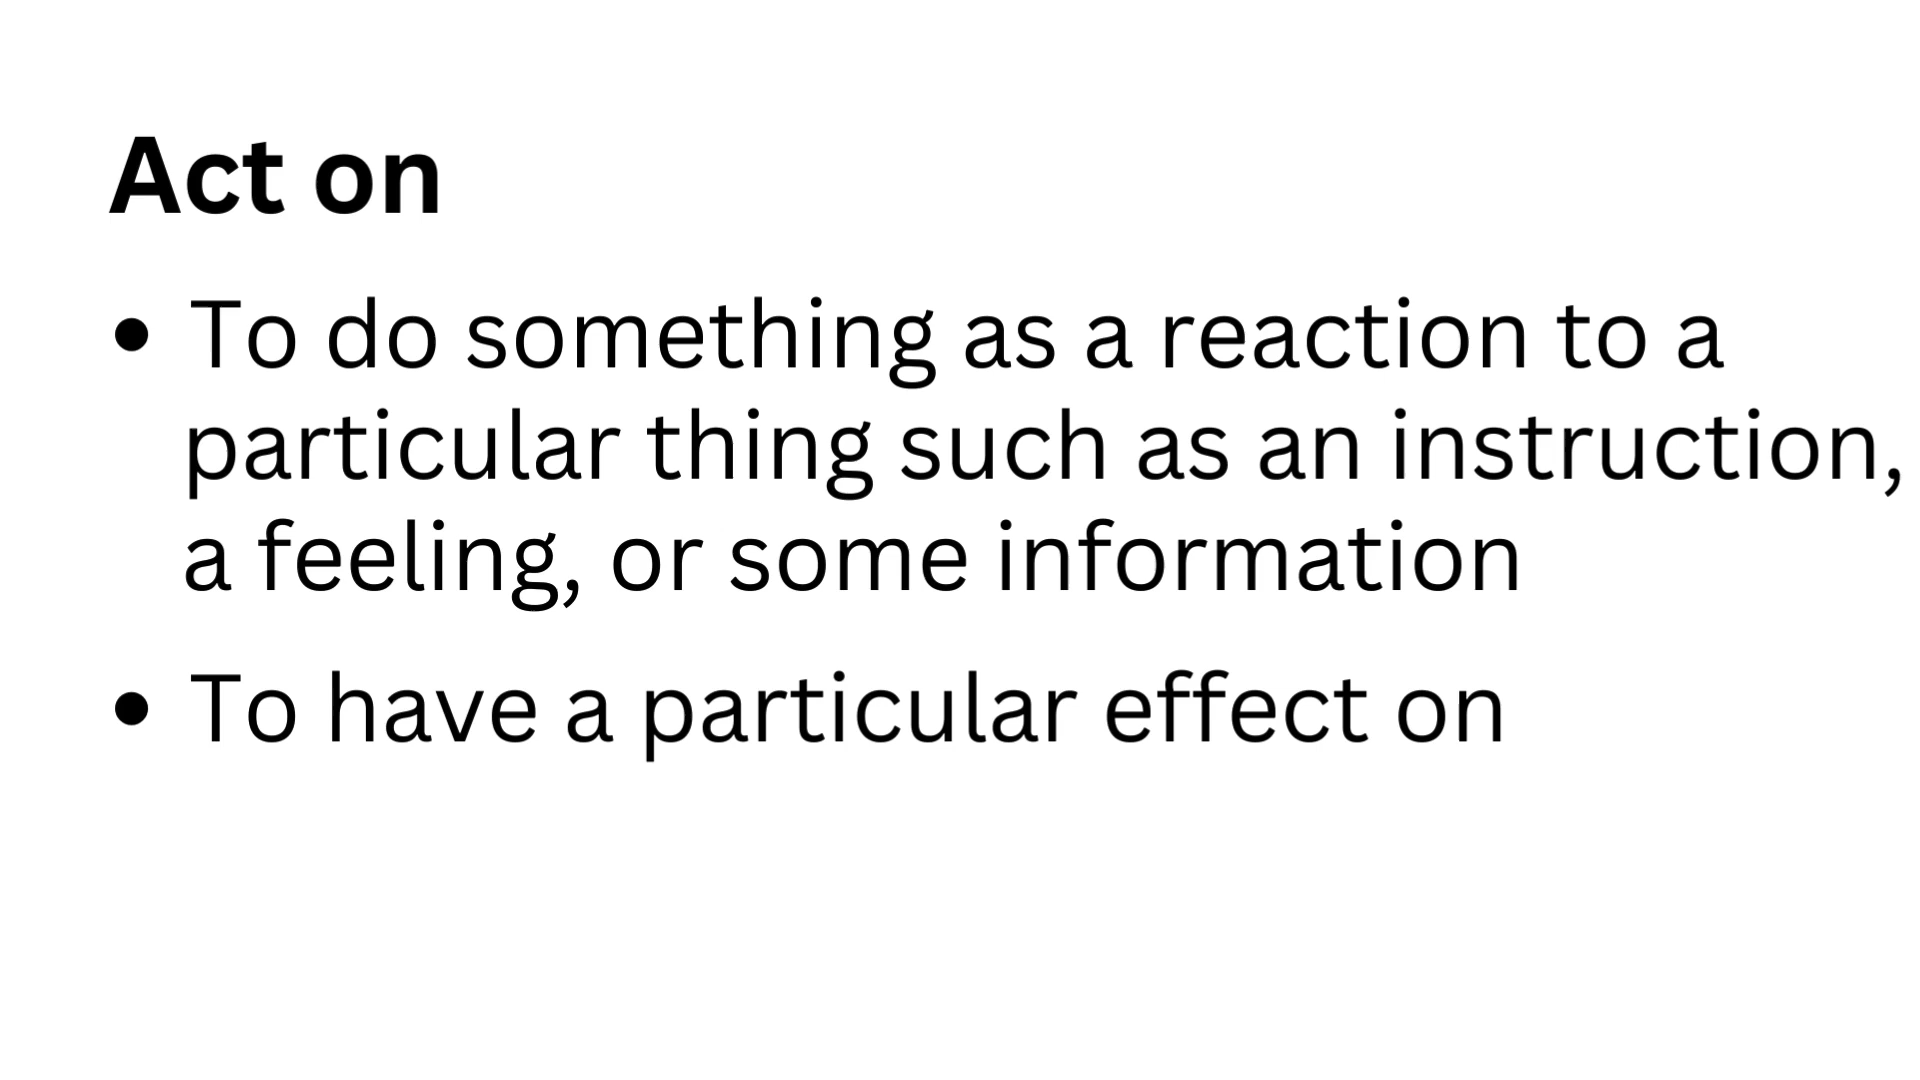 Act on
• To do something as a reaction to a
particular thing such as an instruction,
a feeling, or some information
• To have a particular effect on